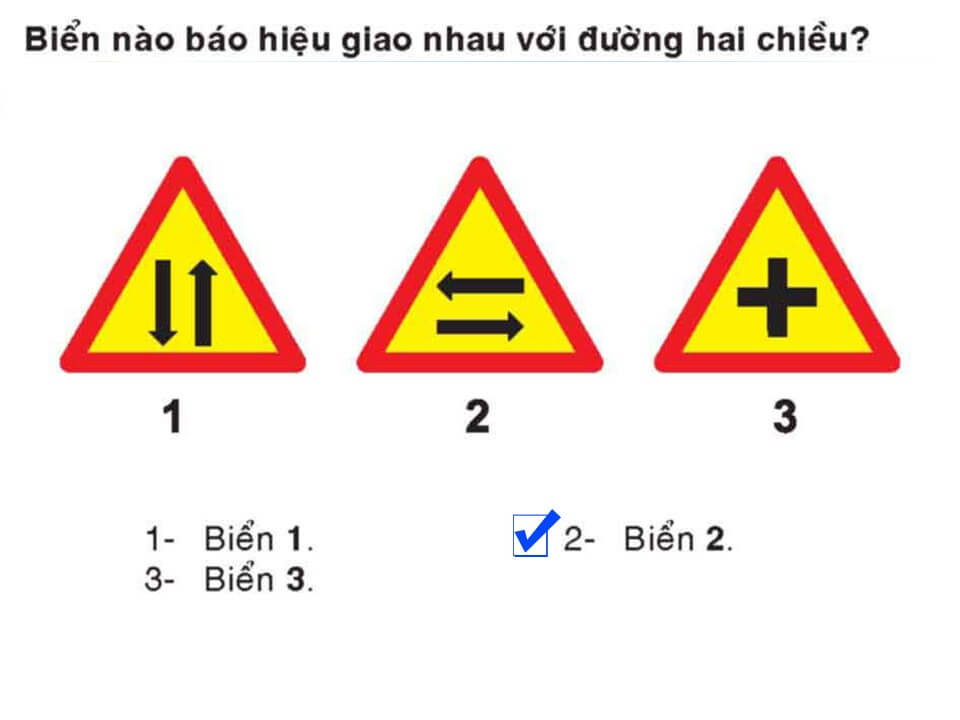 Biển nào báo hiệu giao nhau với đường hai chiều?
1 2 3
1- Biển 1. 2- Biển 2.
3- Biển 3.